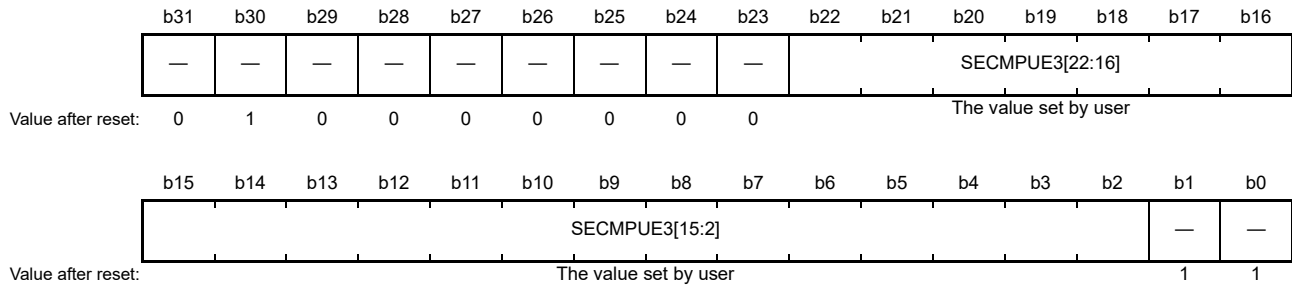 b31 b30 b29 b28 b27 b26 b25 b24 b23 b22 b21 b20 b19 b18 b17 b16
— — — — — — — — — SECMPUE3[22:16]
Value after reset: 0 1 0 0 0 0 0 0 0 The value set by user
b15 b14 b13 b12 b11 b10 b9 b8 b7 b6 b5 b4 b3 b2 b1 b0
SECMPUE3[15:2] — —
Value after reset: The value set by user 1 1